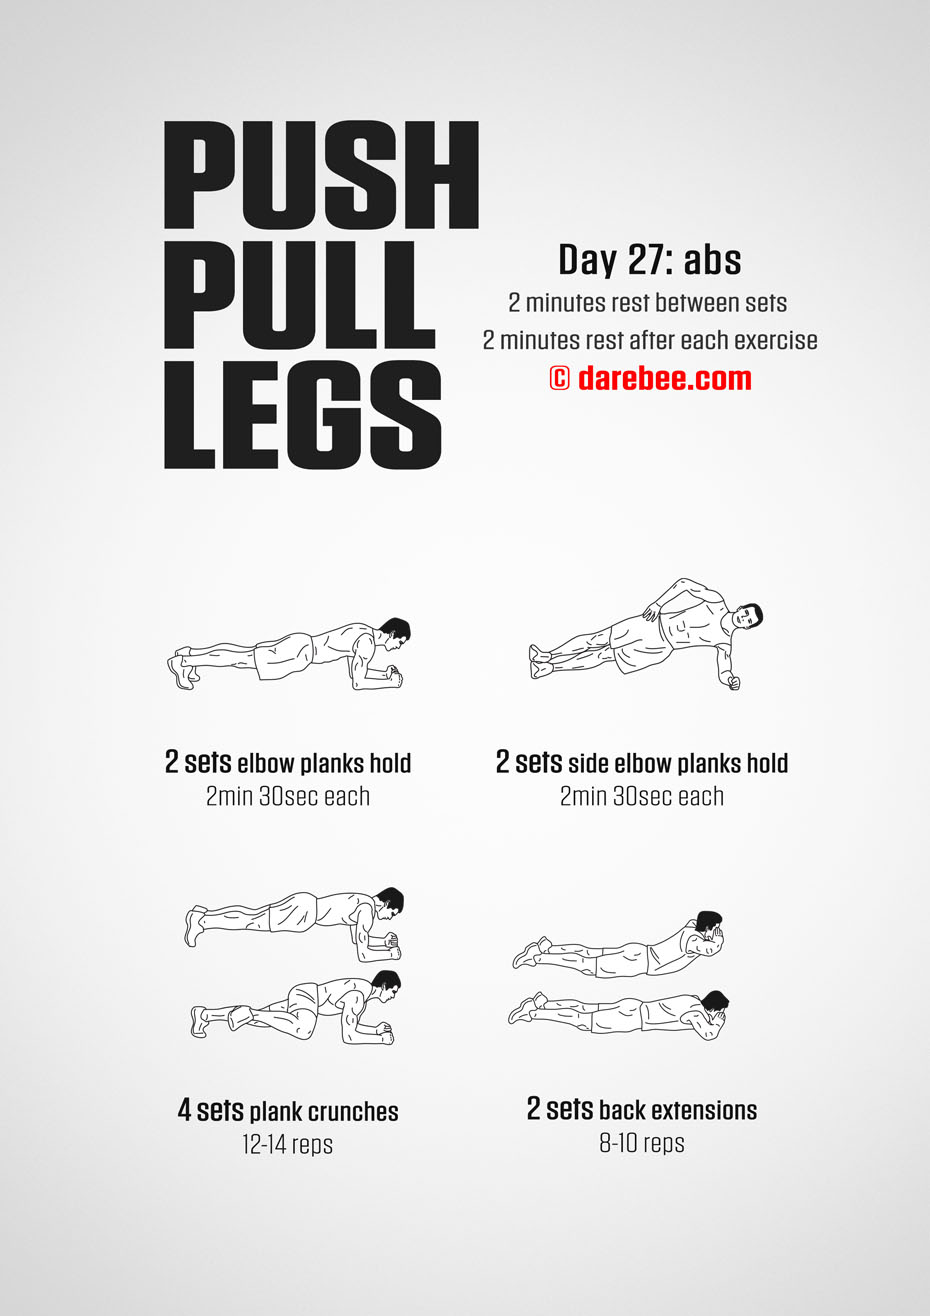 PUSH
PULL
LEGS
Day 27: abs
2 minutes rest between sets
2 minutes rest after each exercise
© darebee.com
2 sets elbow planks hold
2min 30sec each
2 sets side elbow planks hold
2min 30sec each
4 sets plank crunches
12-14 reps
2 sets back extensions
8-10 reps